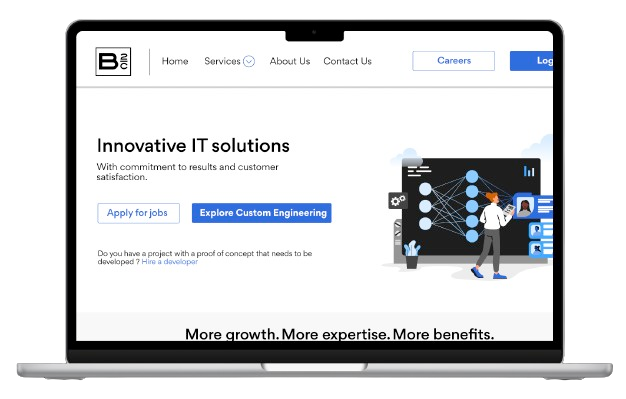 Home
Services
About Us
Contact Us
Careers
Log
Innovative IT solutions
With commitment to results and customer
satisfaction.
Apply for jobs
Explore Custom Engineering
Do you have a project with a proof of concept that needs to be
developed ? Hire a developer
More growth. More expertise. More benefits.